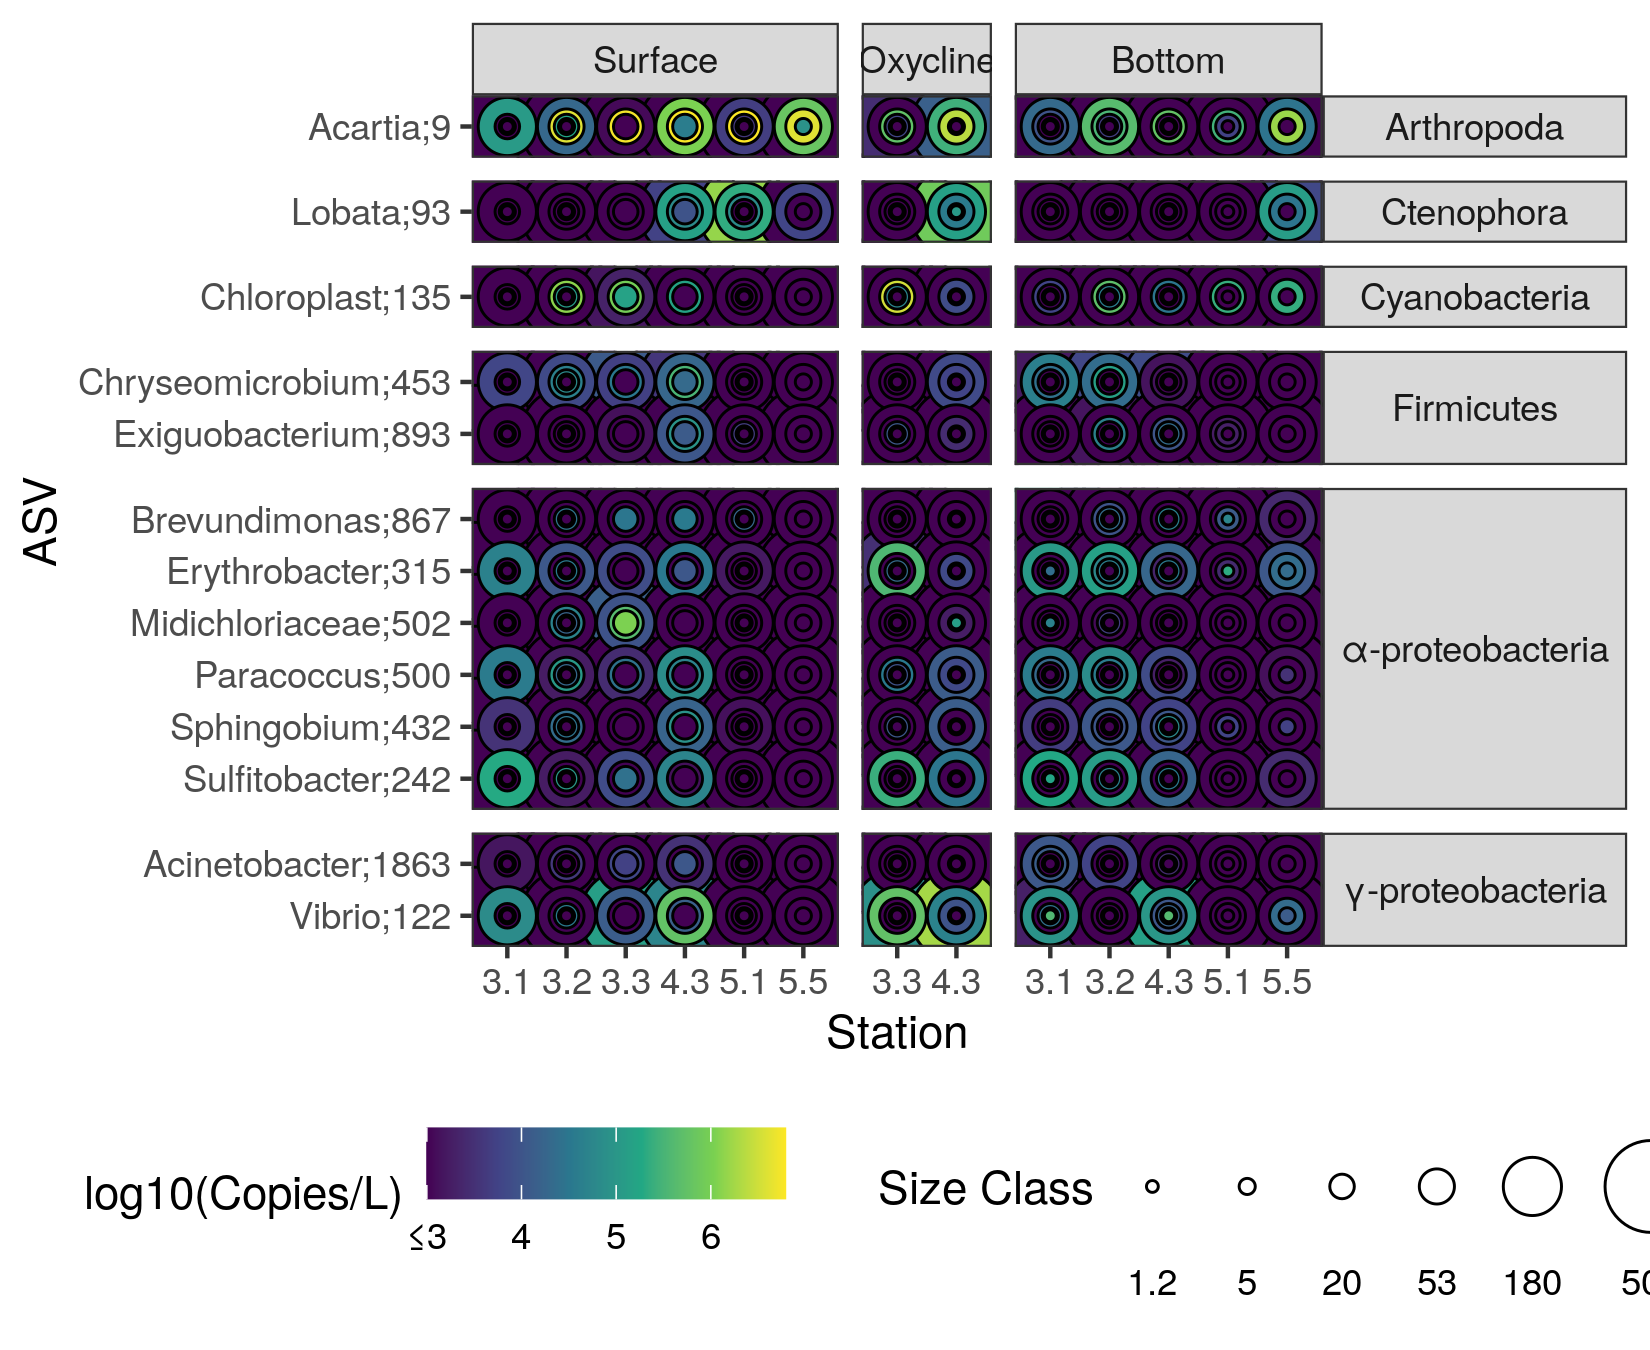 Surface Oxycline Bottom
Acartia;9 Arthropoda
Lobata;93 Ctenophora
Chloroplast;135 Cyanobacteria
Chryseomicrobium;453
Firmicutes
Exiguobacterium;893
Brevundimonas;867
Erythrobacter;315
Midichloriaceae;502
α-proteobacteria
Paracoccus;500
Sphingobium;432
Sulfitobacter;242
Acinetobacter;1863
γ-proteobacteria
Vibrio;122
ASV
3.1 3.2 3.3 4.3 5.1 5.5 3.3 4.3 3.1 3.2 4.3 5.1 5.5
Station
log10(Copies/L)
≤3 4 5 6
Size Class
1.2 5 20 53 180